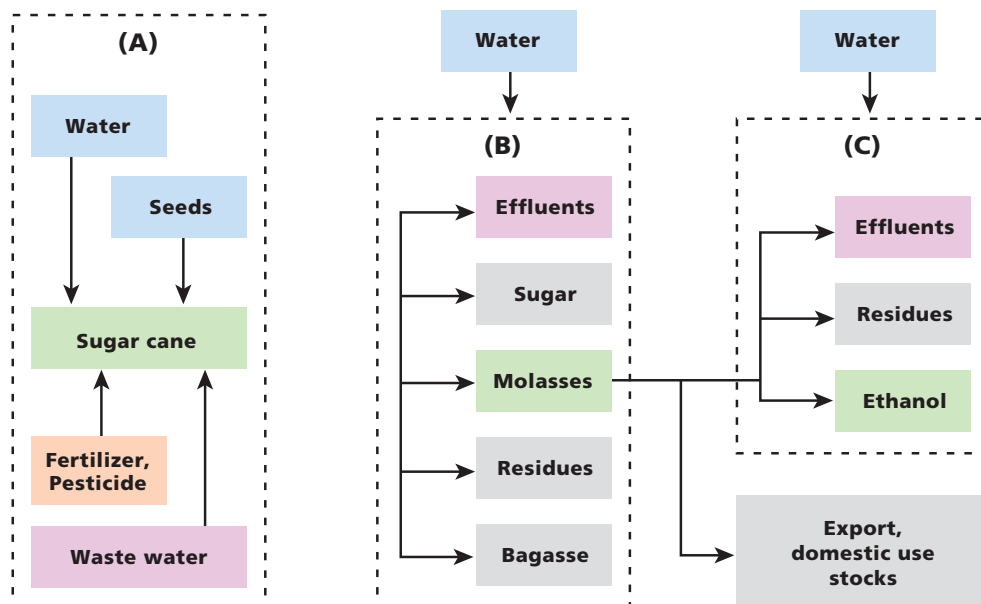 (A)
Water
Seeds
Sugar cane
Fertilizer,
Pesticide
Waste water
Water
(B)
Effluents
Sugar
Molasses
Residues
Bagasse
Water
(C)
Effluents
Residues
Ethanol
Export,
domestic use
stocks